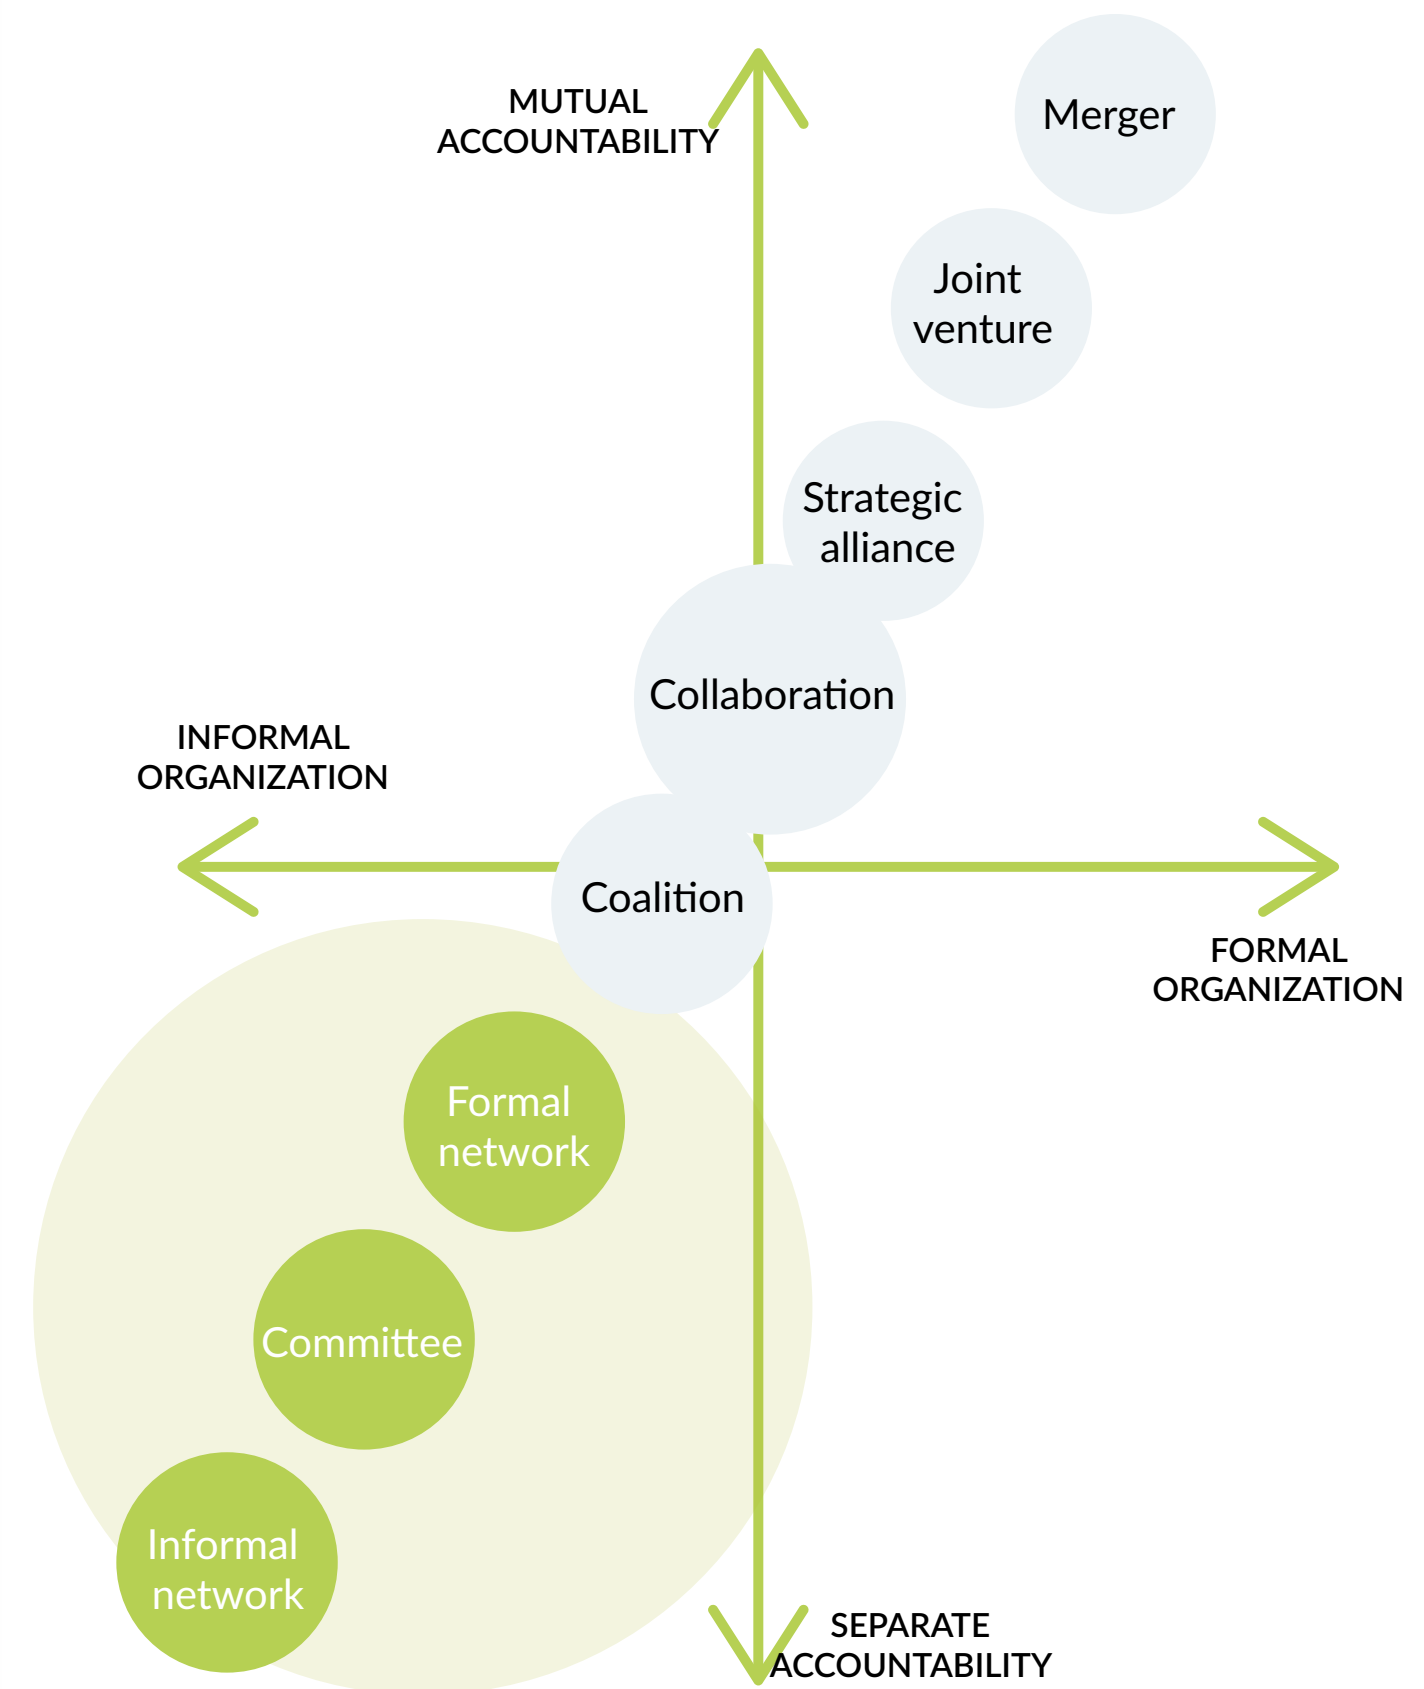 MUTUAL
ACCOUNTABILITY
Merger
Joint
venture
Strategic
alliance
Collaboration
INFORMAL
ORGANIZATION
Coalition
FORMAL
ORGANIZATION
Formal
network
Committee
Informal
network
SEPARATE
ACCOUNTABILITY